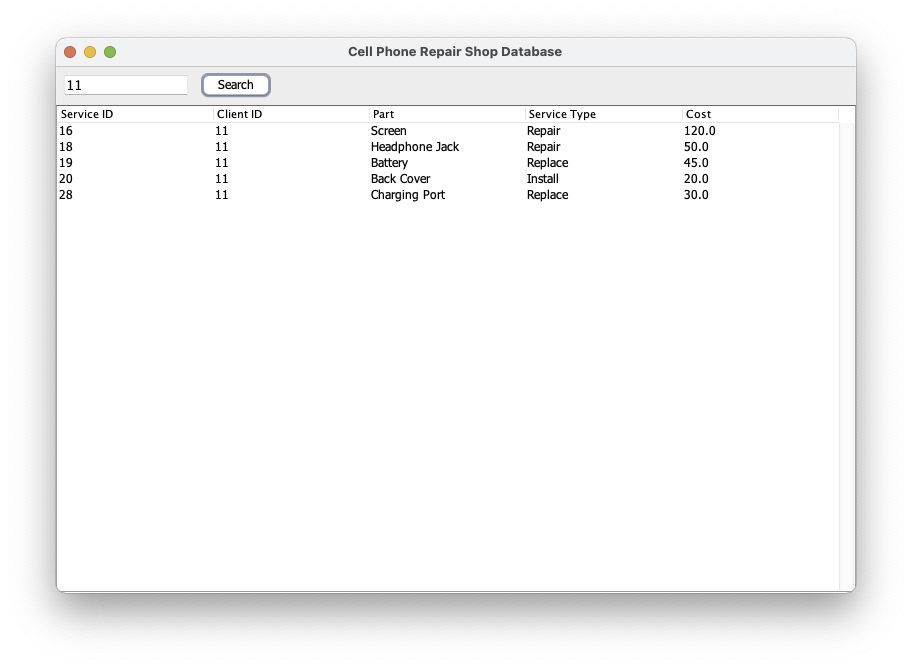 Cell Phone Repair Shop Database
11 Search
Service ID Client ID Part Service Type Cost
16 11 Screen Repair 120.0
18 11 Headphone Jack Repair 50.0
19 11 Battery Replace 45.0
20 11 Back Cover Install 20.0
28 11 Charging Port Replace 30.0